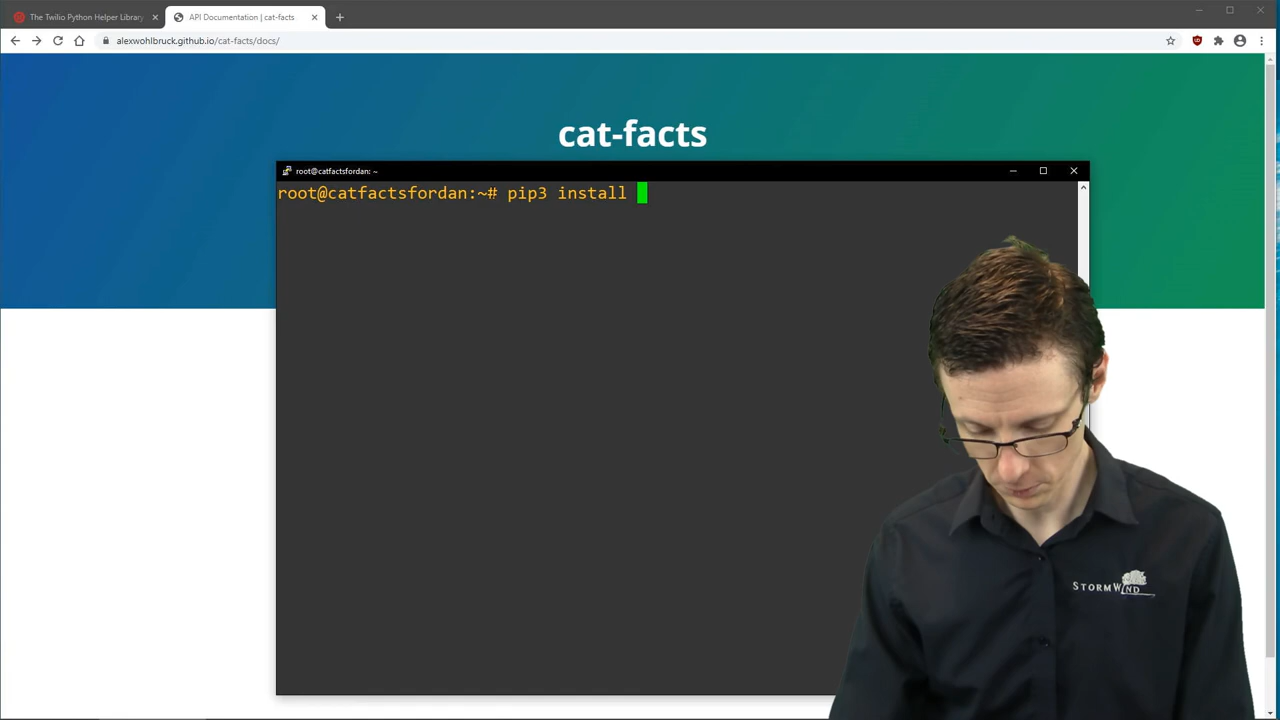 The Twilio Python Helper Library
API Documentation | cat-facts
alexwohlbruck.github.io/cat-facts/docs/
cat-facts
root@catfactsfordan: ~
root@catfactsfordan:~# pip3 install
STORMWIND